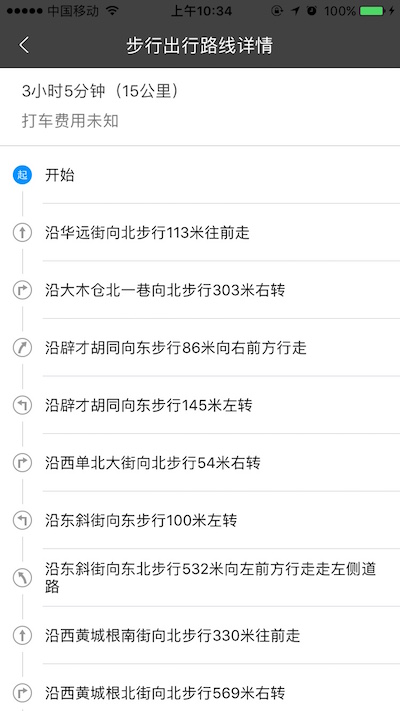 中国移动 上午10:34 100%
步行出行路线详情
3小时5分钟（15公里）
打车费用未知
起 开始
沿华远街向北步行113米往前走
沿大木仓北一巷向北步行303米右转
沿辟才胡同向东步行86米向右前方行走
沿辟才胡同向东步行145米左转
沿西单北大街向北步行54米右转
沿东斜街向东步行100米左转
沿东斜街向东北步行532米向左前方行走走左侧道
路
沿西黄城根南街向北步行330米往前走
沿西黄城根北街向北步行569米右转